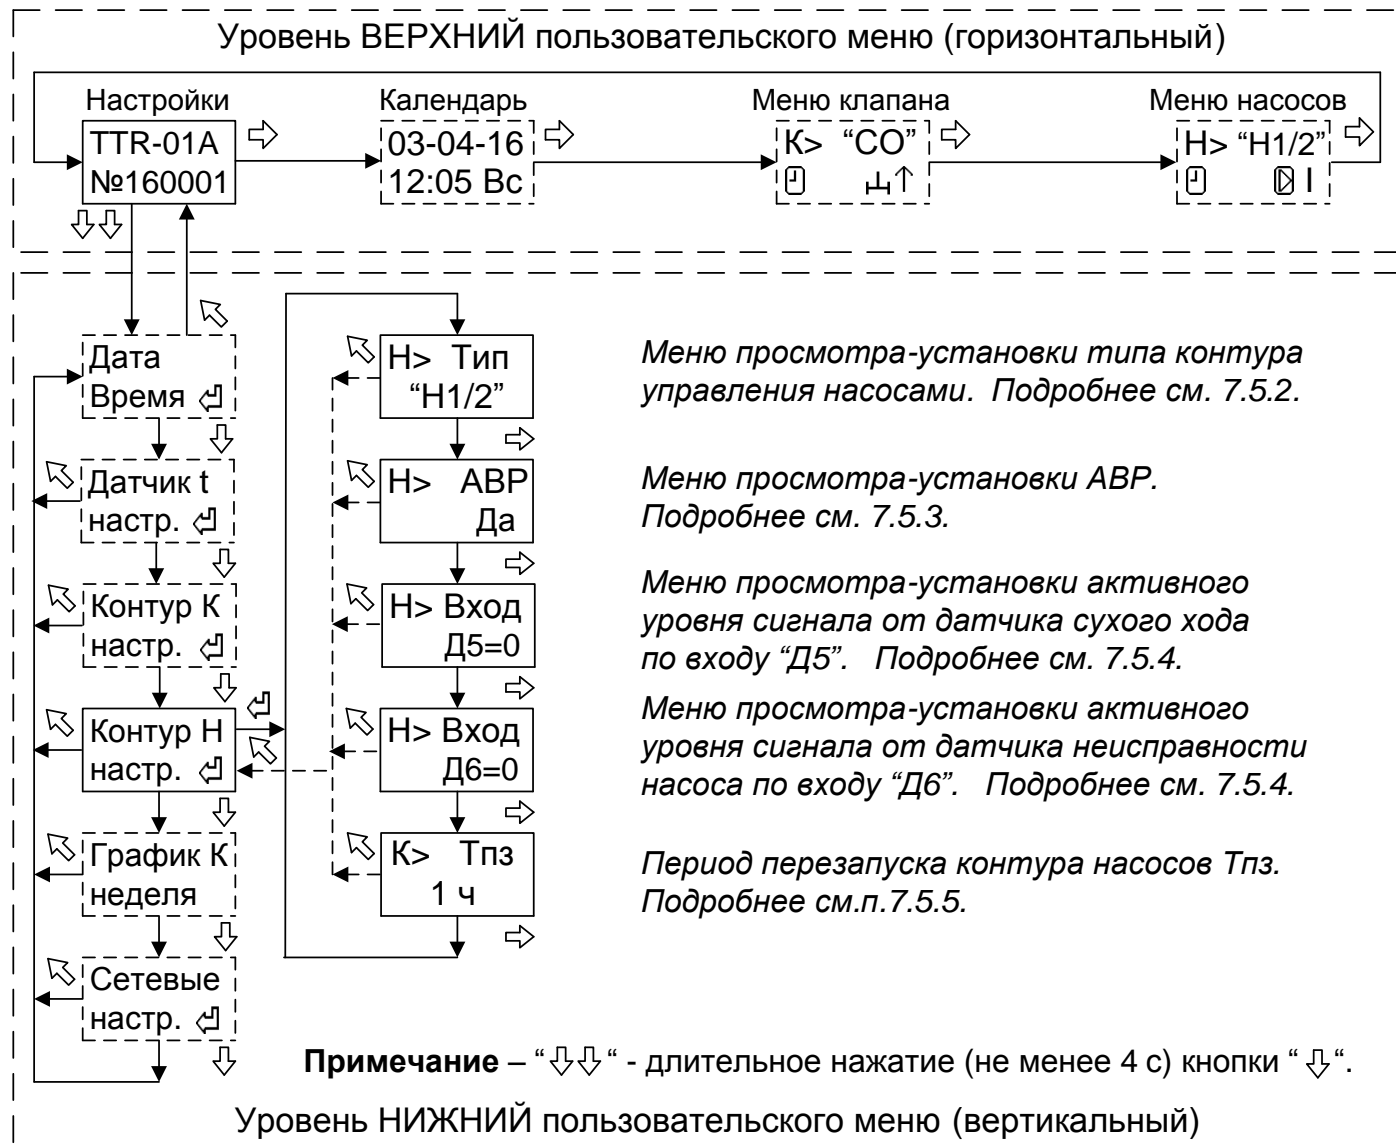 Уровень ВЕРХНИЙ пользовательского меню (горизонтальный)
Настройки
TTR-01A
№160001
Календарь
03-04-16
12:05 Вс
Меню клапана
К> “СО”
Меню насосов
Н> “Н1/2”
Дата
Время
Датчик t
настр.
Контур К
настр.
Контур Н
настр.
График К
неделя
Сетевые
настр.
Н> Тип
“Н1/2”
Меню просмотра-установки типа контура
управления насосами. Подробнее см. 7.5.2.
Н> АВР
Да
Меню просмотра-установки АВР.
Подробнее см. 7.5.3.
Н> Вход
Д5=0
Меню просмотра-установки активного
уровня сигнала от датчика сухого хода
по входу “Д5”. Подробнее см. 7.5.4.
Н> Вход
Д6=0
Меню просмотра-установки активного
уровня сигнала от датчика неисправности
насоса по входу “Д6”. Подробнее см. 7.5.4.
К> Тпз
1 ч
Период перезапуска контура насосов Тпз.
Подробнее см.п.7.5.5.
Примечание – “⇩⇩“ - длительное нажатие (не менее 4 с) кнопки “⇩“.
Уровень НИЖНИЙ пользовательского меню (вертикальный)